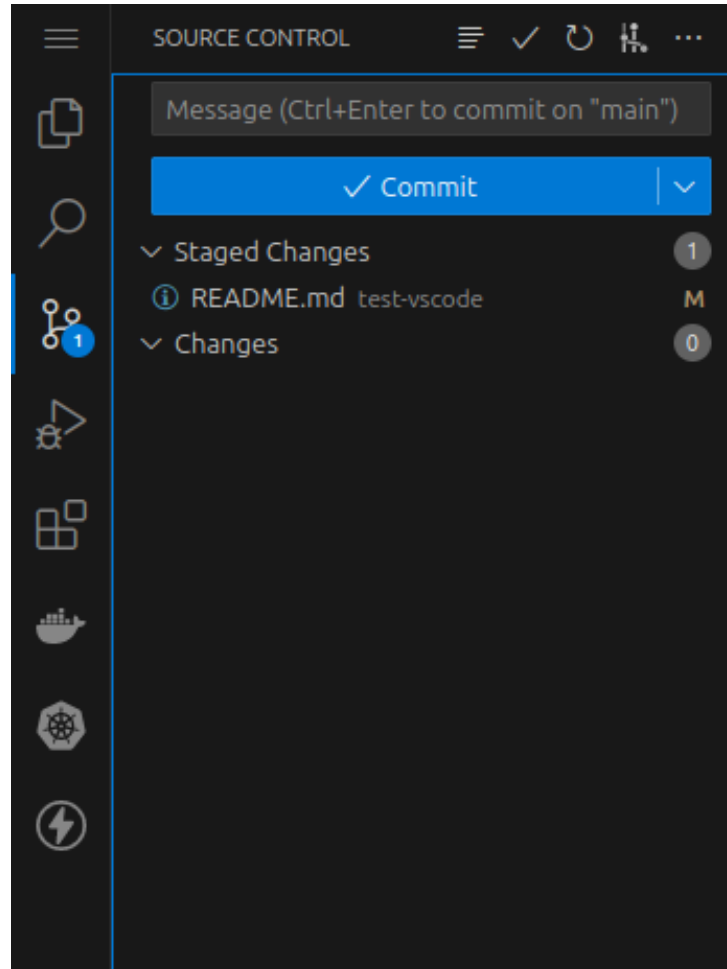 SOURCE CONTROL
Message (Ctrl+Enter to commit on "main")
Commit
Staged Changes 1
README.md test-vscode M
1
Changes 0